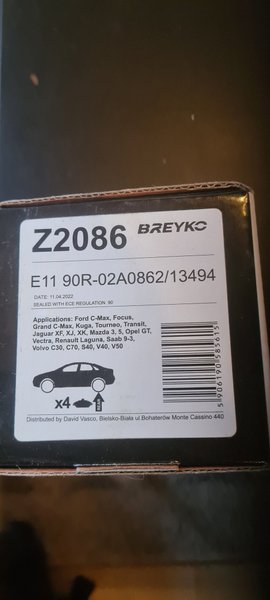 Z2086 BREYKO
E11 90R-02A0862/13494
DATE: 11.04.2022
SEALED WITH ECE REGULATION 90
Applications: Ford C-Max, Focus,
Grand C-Max, Kuga, Tourneo, Transit,
Jaguar XF, XJ, XK, Mazda 3, 5, Opel GT,
Vectra, Renault Laguna, Saab 9-3,
Volvo C30, C70, S40, V40, V50
x4
5 906190 585615
Distributed by David Vasco, Bielsko-Biała ul.Bohaterów Monte Cassino 440